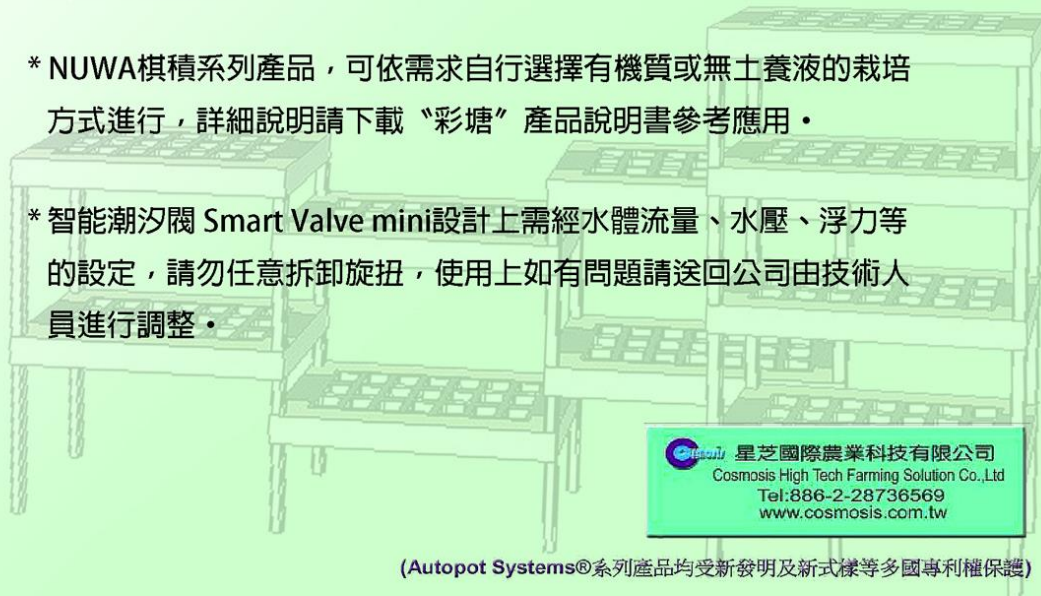 * NUWA棋積系列產品，可依需求自行選擇有機質或無土養液的栽培
方式進行，詳細說明請下載〝彩塘〞產品說明書參考應用。
* 智能潮汐閥 Smart Valve mini設計上需經水體流量、水壓、浮力等
的設定，請勿任意拆卸旋扭，使用上如有問題請送回公司由技術人
員進行調整。
Cosmosis 星芝國際農業科技有限公司
Cosmosis High Tech Farming Solution Co.,Ltd
Tel:886-2-28736569
www.cosmosis.com.tw
(Autopot Systems®系列產品均受新發明及新式樣等多國專利權保護)